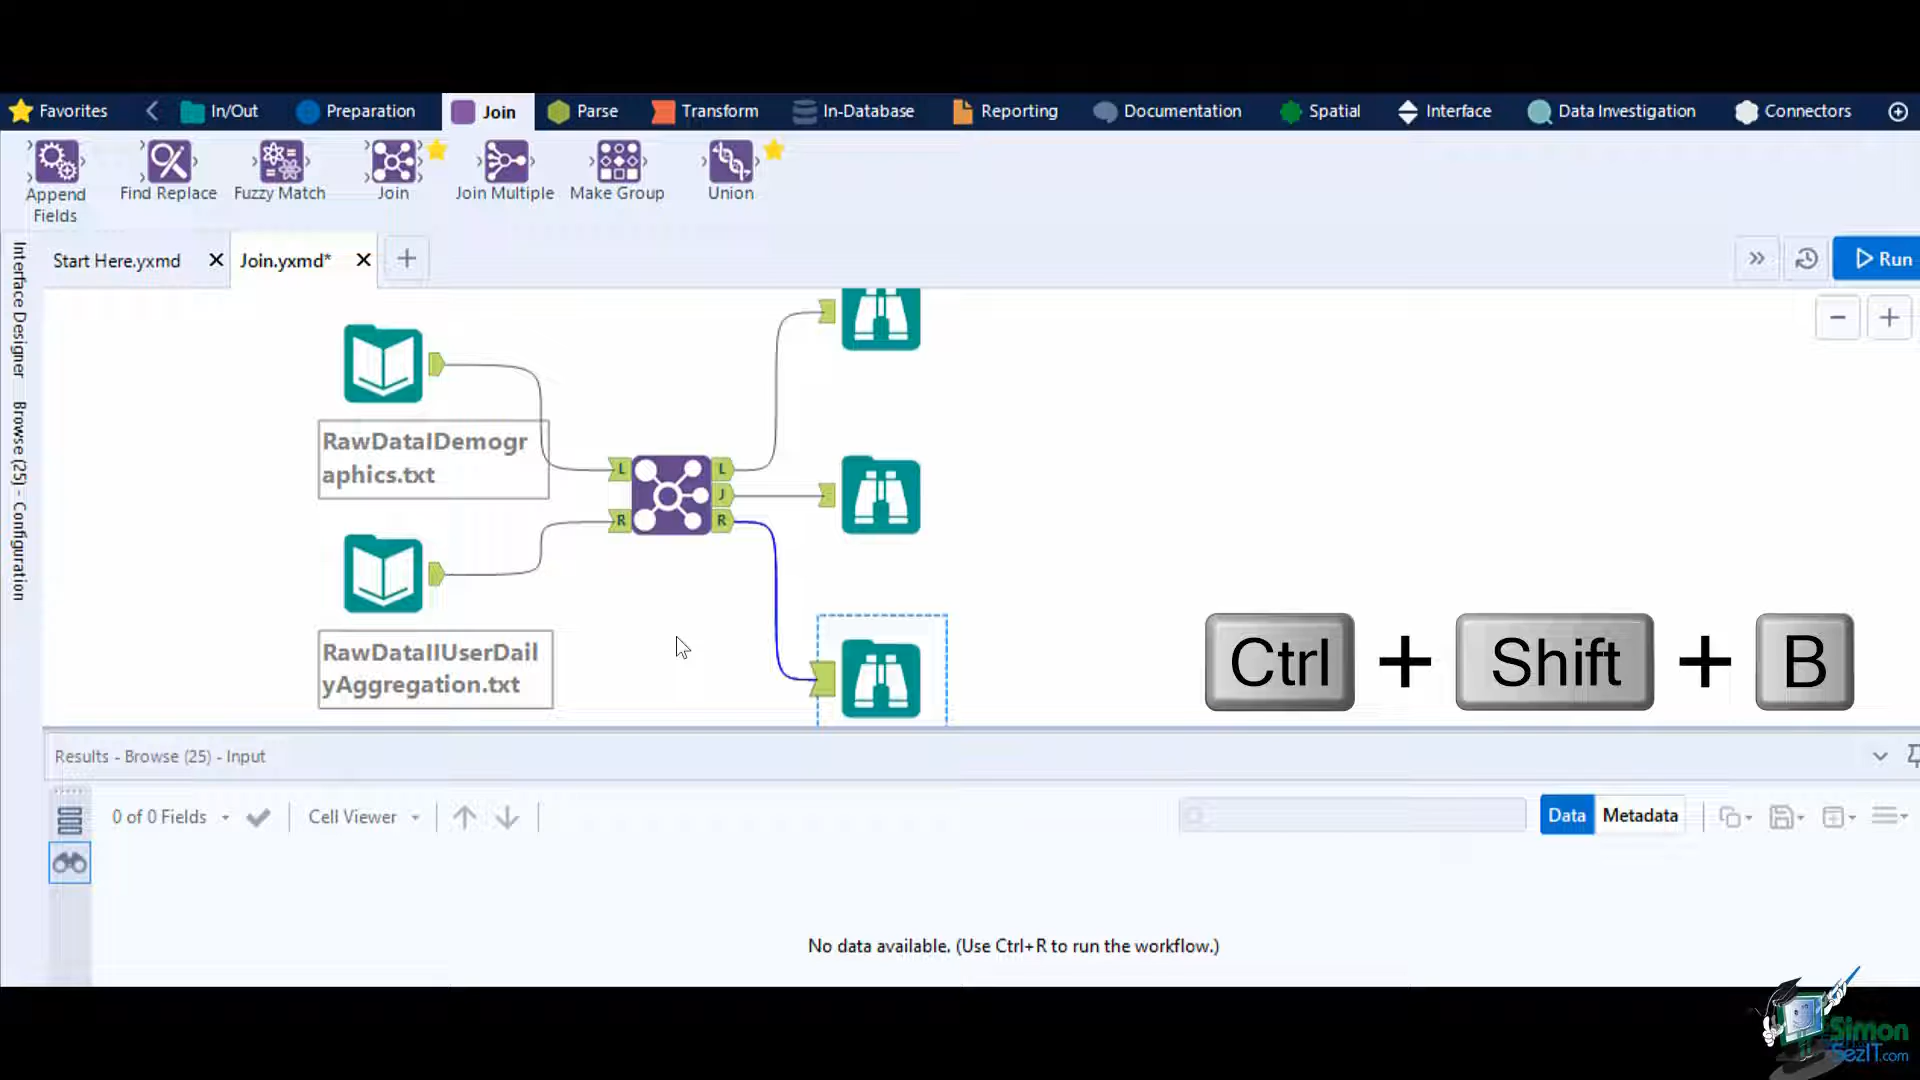 Favorites In/Out Preparation Join Parse Transform In-Database Reporting Documentation Spatial Interface Data Investigation Connectors
Append
Fields
Find Replace
Fuzzy Match
Join
Join Multiple
Make Group
Union
Start Here.yxmd
Join.yxmd*
Run
Interface Designer
Browse (25) - Configuration
RawDataIDemogr
aphics.txt
L
R
L
J
R
RawDataIIUserDail
yAggregation.txt
Ctrl + Shift + B
Results - Browse (25) - Input
0 of 0 Fields
Cell Viewer
Data
Metadata
No data available. (Use Ctrl+R to run the workflow.)
Simon
SezIT.com